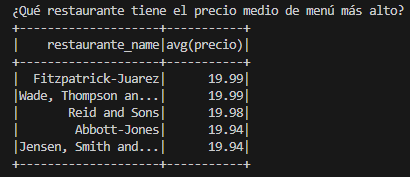 ¿Qué restaurante tiene el precio medio de menú más alto?
+--------------------+-----------+
|    restaurante_name|avg(precio)|
+--------------------+-----------+
|  Fitzpatrick-Juarez|      19.99|
|Wade, Thompson an...|      19.99|
|       Reid and Sons|      19.98|
|        Abbott-Jones|      19.94|
|Jensen, Smith and...|      19.94|
+--------------------+-----------+